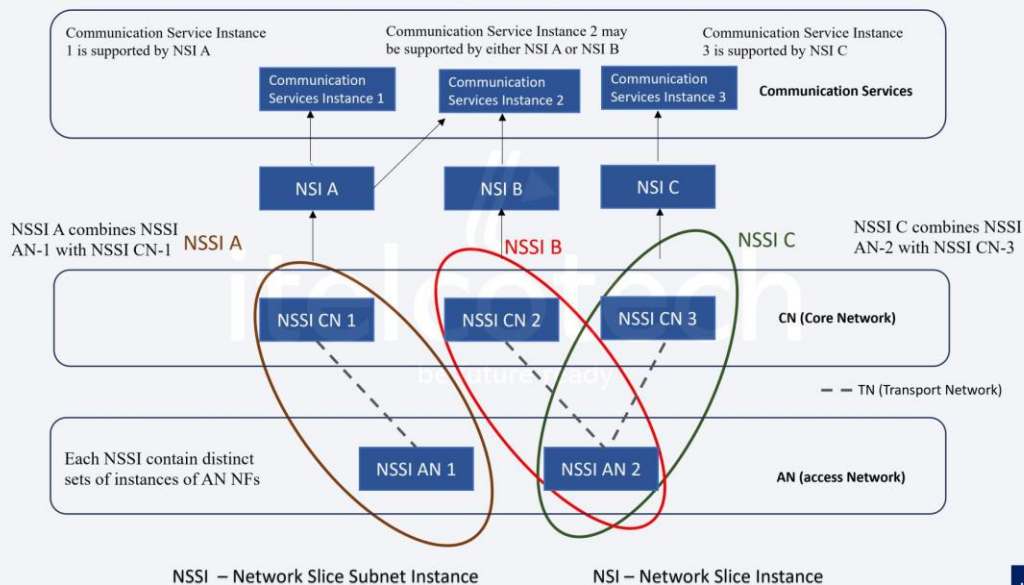 Communication Service Instance
1 is supported by NSI A
Communication Service Instance 2 may
be supported by either NSI A or NSI B
Communication Service Instance
3 is supported by NSI C
Communication
Services Instance 1
Communication
Services Instance 2
Communication
Services Instance 3
Communication Services
NSI A
NSI B
NSI C
NSSI A combines NSSI
AN-1 with NSSI CN-1
NSSI A
NSSI B
NSSI C
NSSI C combines NSSI
AN-2 with NSSI CN-3
itelcotech
be future ready
NSSI CN 1
NSSI CN 2
NSSI CN 3
CN (Core Network)
TN (Transport Network)
Each NSSI contain distinct
sets of instances of AN NFs
NSSI AN 1
NSSI AN 2
AN (access Network)
NSSI – Network Slice Subnet Instance
NSI – Network Slice Instance